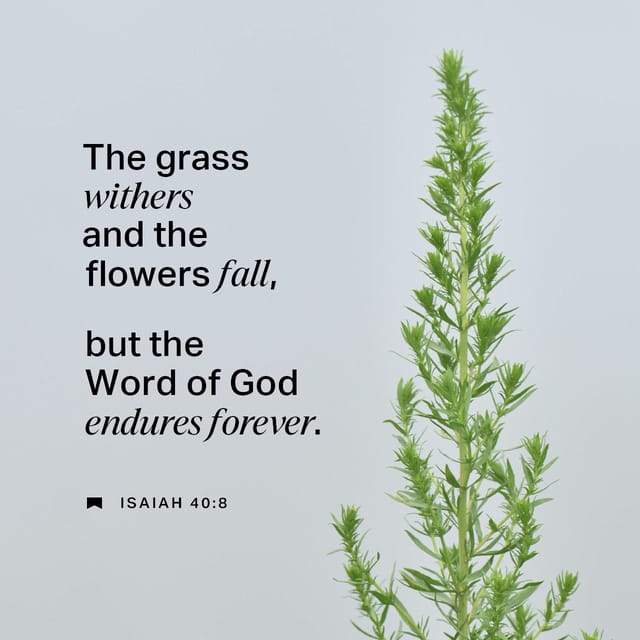 The grass
withers
and the
flowers fall,
but the
Word of God
endures forever.
ISAIAH 40:8